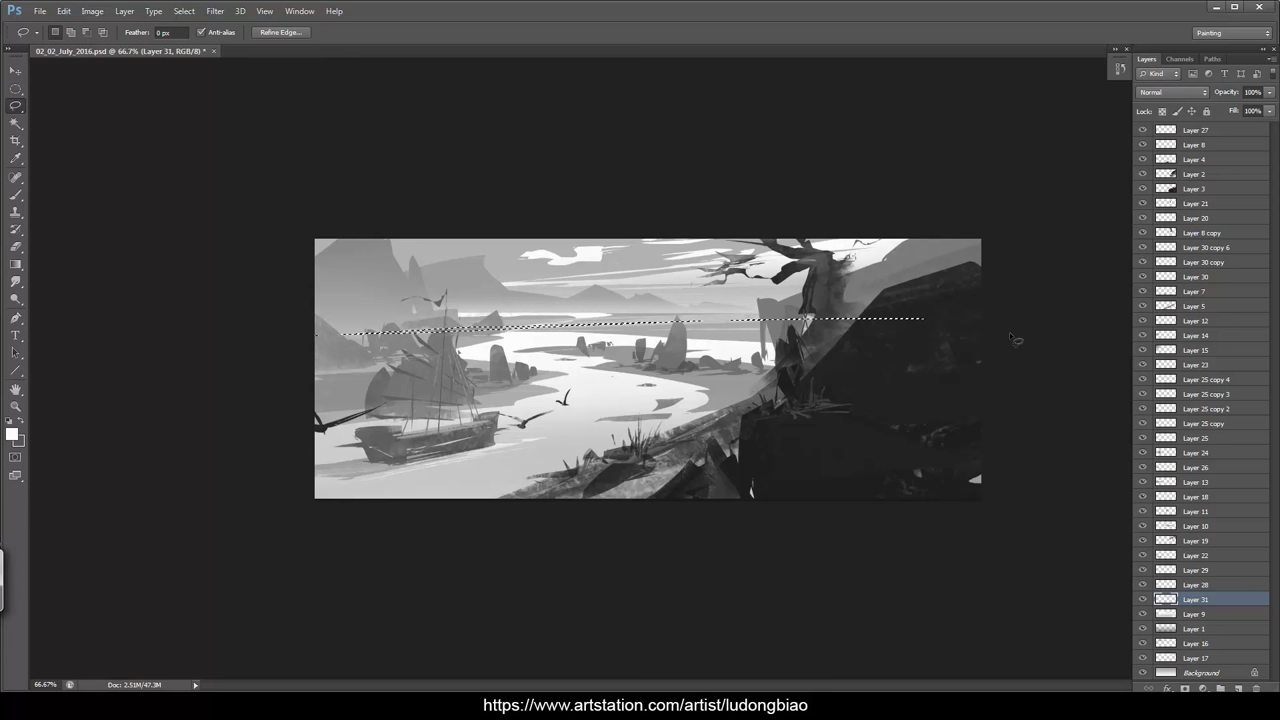 Ps File Edit Image Layer Type Select Filter 3D View Window Help
Feather: 0 px Anti-alias Refine Edge... Painting
02_02_July_2016.psd @ 66.7% (Layer 31, RGB/8) * ×
Layers Channels Paths
Kind
Normal Opacity: 100%
Lock: Fill: 100%
Layer 27
Layer 8
Layer 4
Layer 2
Layer 3
Layer 21
Layer 20
Layer 8 copy
Layer 30 copy 6
Layer 30 copy
Layer 30
Layer 7
Layer 5
Layer 12
Layer 14
Layer 15
Layer 23
Layer 25 copy 4
Layer 25 copy 3
Layer 25 copy 2
Layer 25 copy
Layer 25
Layer 24
Layer 26
Layer 13
Layer 18
Layer 11
Layer 10
Layer 19
Layer 22
Layer 29
Layer 28
Layer 31
Layer 9
Layer 1
Layer 16
Layer 17
Background
66.67% Doc: 2.51M/47.3M
https://www.artstation.com/artist/ludongbiao